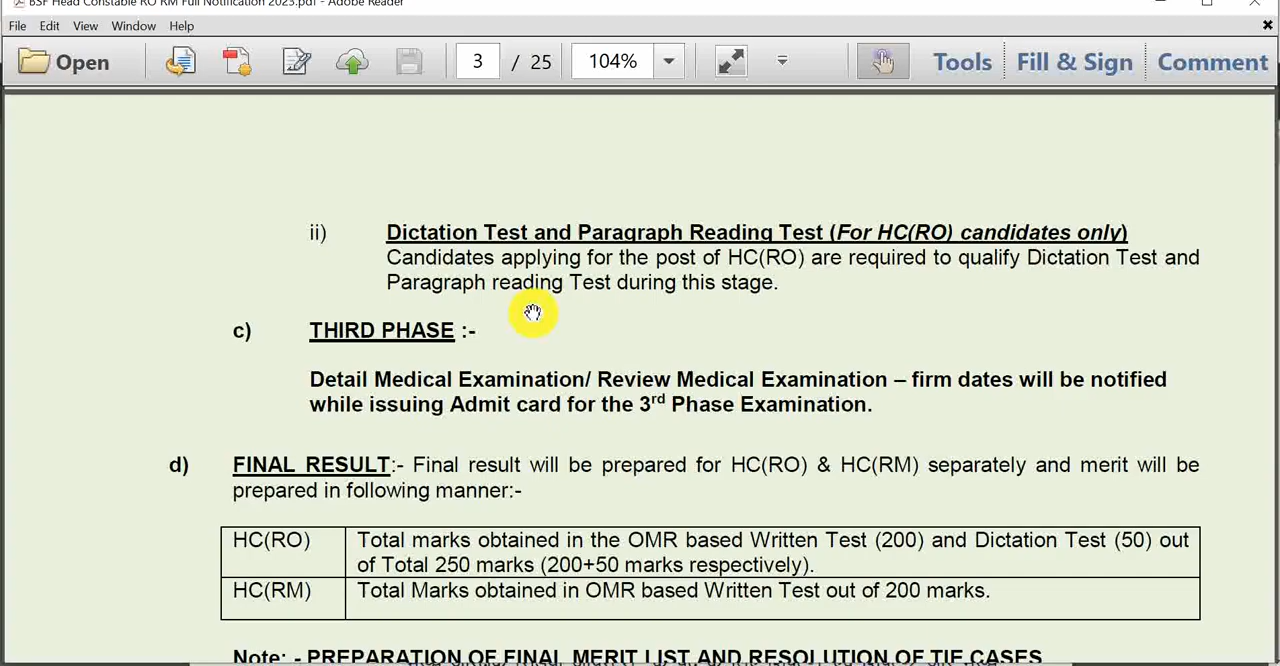 BSF Head Constable RO RM Full Notification 2023.pdf - Adobe Reader
File Edit View Window Help
Open 3 / 25 104% Tools Fill & Sign Comment
ii) Dictation Test and Paragraph Reading Test (For HC(RO) candidates only)
Candidates applying for the post of HC(RO) are required to qualify Dictation Test and
Paragraph reading Test during this stage.
c) THIRD PHASE :-
Detail Medical Examination/ Review Medical Examination – firm dates will be notified
while issuing Admit card for the 3rd Phase Examination.
d) FINAL RESULT:- Final result will be prepared for HC(RO) & HC(RM) separately and merit will be
prepared in following manner:-
HC(RO) Total marks obtained in the OMR based Written Test (200) and Dictation Test (50) out
of Total 250 marks (200+50 marks respectively).
HC(RM) Total Marks obtained in OMR based Written Test out of 200 marks.
Note: - PREPARATION OF FINAL MERIT LIST AND RESOLUTION OF TIE CASES